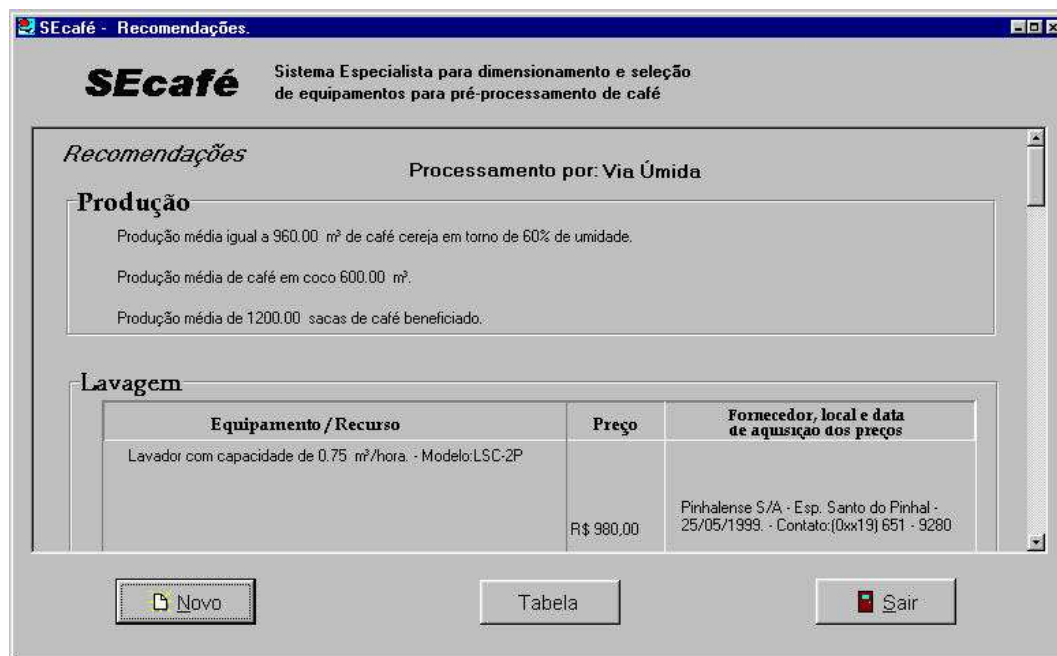 SEcafé - Recomendações.
SEcafé
Sistema Especialista para dimensionamento e seleção
de equipamentos para pré-processamento de café
Recomendações
Processamento por: Via Úmida
Produção
Produção média igual a 960.00 m³ de café cereja em torno de 60% de umidade.
Produção média de café em coco 600.00 m³.
Produção média de 1200.00 sacas de café beneficiado.
Lavagem
Equipamento / Recurso
Preço
Fornecedor, local e data
de aquisição dos preços
Lavador com capacidade de 0.75 m³/hora. - Modelo:LSC-2P
R$ 980,00
Pinhalense S/A - Esp. Santo do Pinhal -
25/05/1999. - Contato:(0xx19) 651 - 9280
Novo
Tabela
Sair